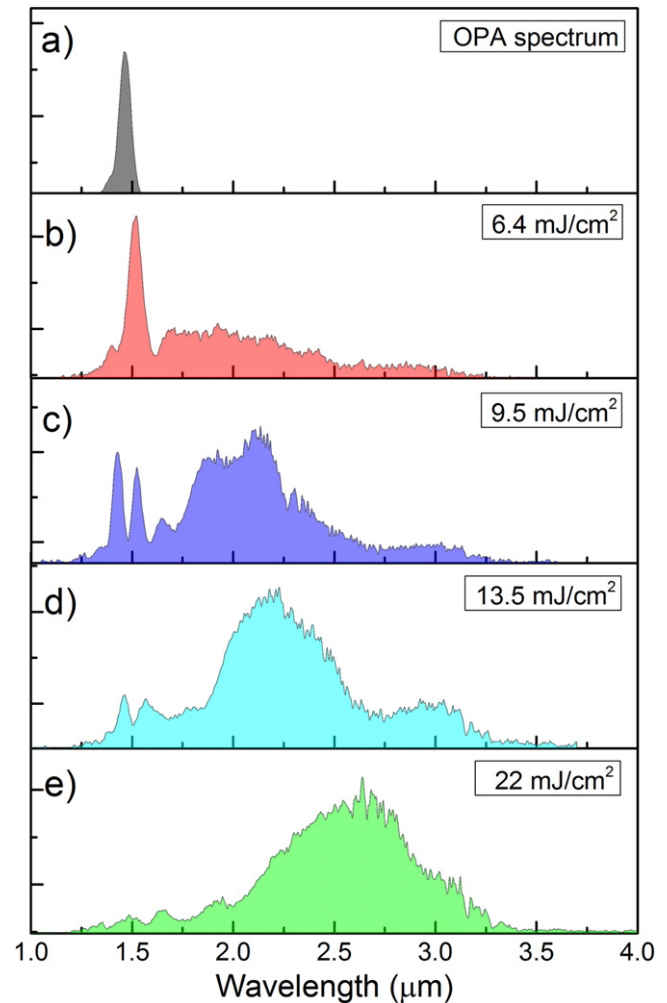 a)
OPA spectrum
b)
6.4 mJ/cm²
c)
9.5 mJ/cm²
d)
13.5 mJ/cm²
e)
22 mJ/cm²
1.0 1.5 2.0 2.5 3.0 3.5 4.0
Wavelength (μm)